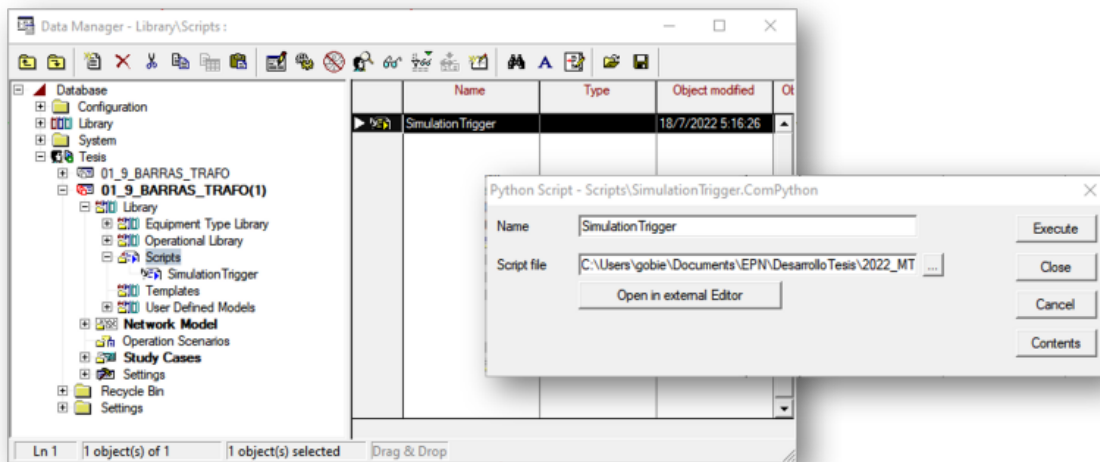 Data Manager - Library\Scripts :
Database
Configuration
Library
System
Tesis
01_9_BARRAS_TRAFO
01_9_BARRAS_TRAFO(1)
Library
Equipment Type Library
Operational Library
Scripts
SimulationTrigger
Templates
User Defined Models
Network Model
Operation Scenarios
Study Cases
Settings
Recycle Bin
Settings
Name Type Object modified Ob
SimulationTrigger 18/7/2022 5:16:26
Ln 1 1 object(s) of 1 1 object(s) selected Drag & Drop
Python Script - Scripts\SimulationTrigger.ComPython
Name SimulationTrigger Execute
Script file C:\Users\gobie\Documents\EPN\DesarrolloTesis\2022_MT ... Close
Open in external Editor
Cancel
Contents